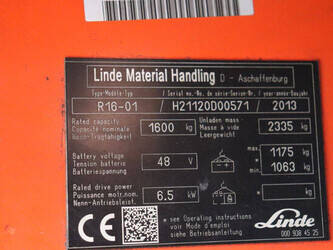 Linde Material Handling D - Aschaffenburg
Type-Modèle-Typ / Serial no.-No. de série-Serien-Nr. / year-année-Baujahr
R16-01 / H21120D00571 / 2013
Rated capacity
Capacité nominale 1600 kg
Nenn-Tragfähigkeit
Unladen mass
Masse à vide 2335 kg
Leergewicht
Battery voltage
Tension batterie 48 V
Batteriespannung
max 1175 kg
min 1063 kg
Rated drive power
Puissance motr.nom. 6.5 kW
Nenn-Antriebsleist.
kg
CE
see Operating instructions
voir Mode d'emploi
siehe Betriebsanleitung
Linde
000 938 45 25